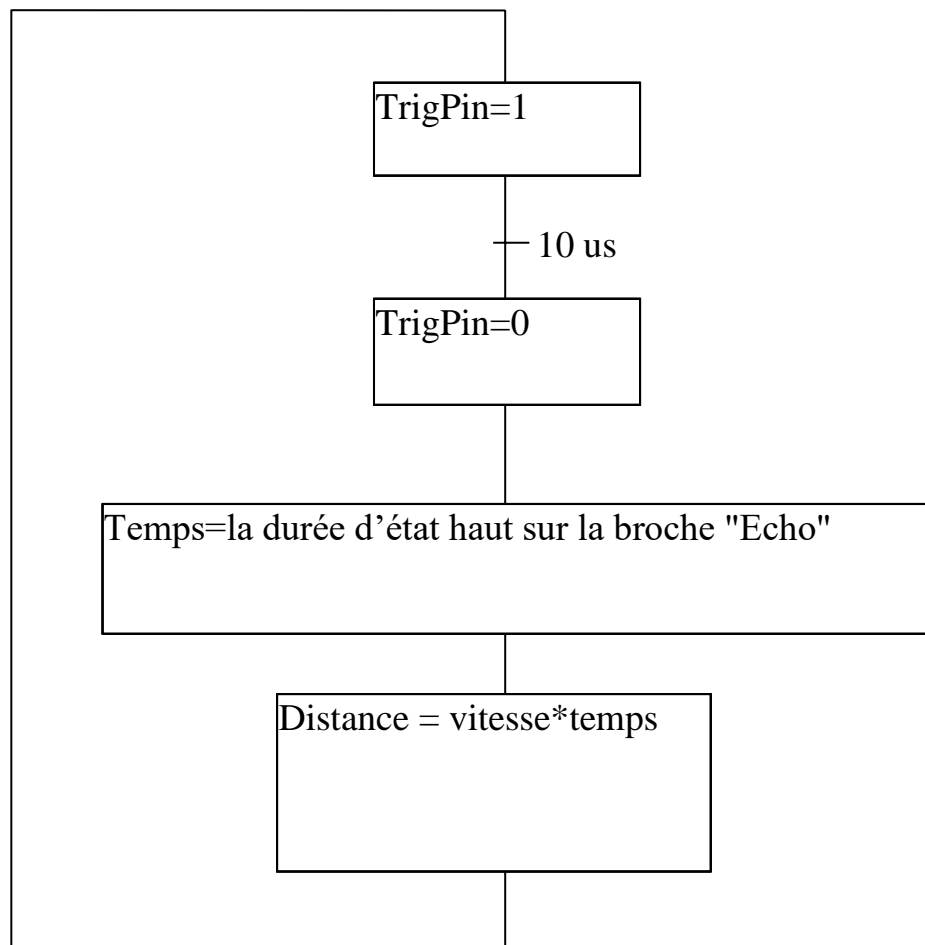 TrigPin=1
10 us
TrigPin=0
Temps=la durée d’état haut sur la broche "Echo"
Distance = vitesse*temps